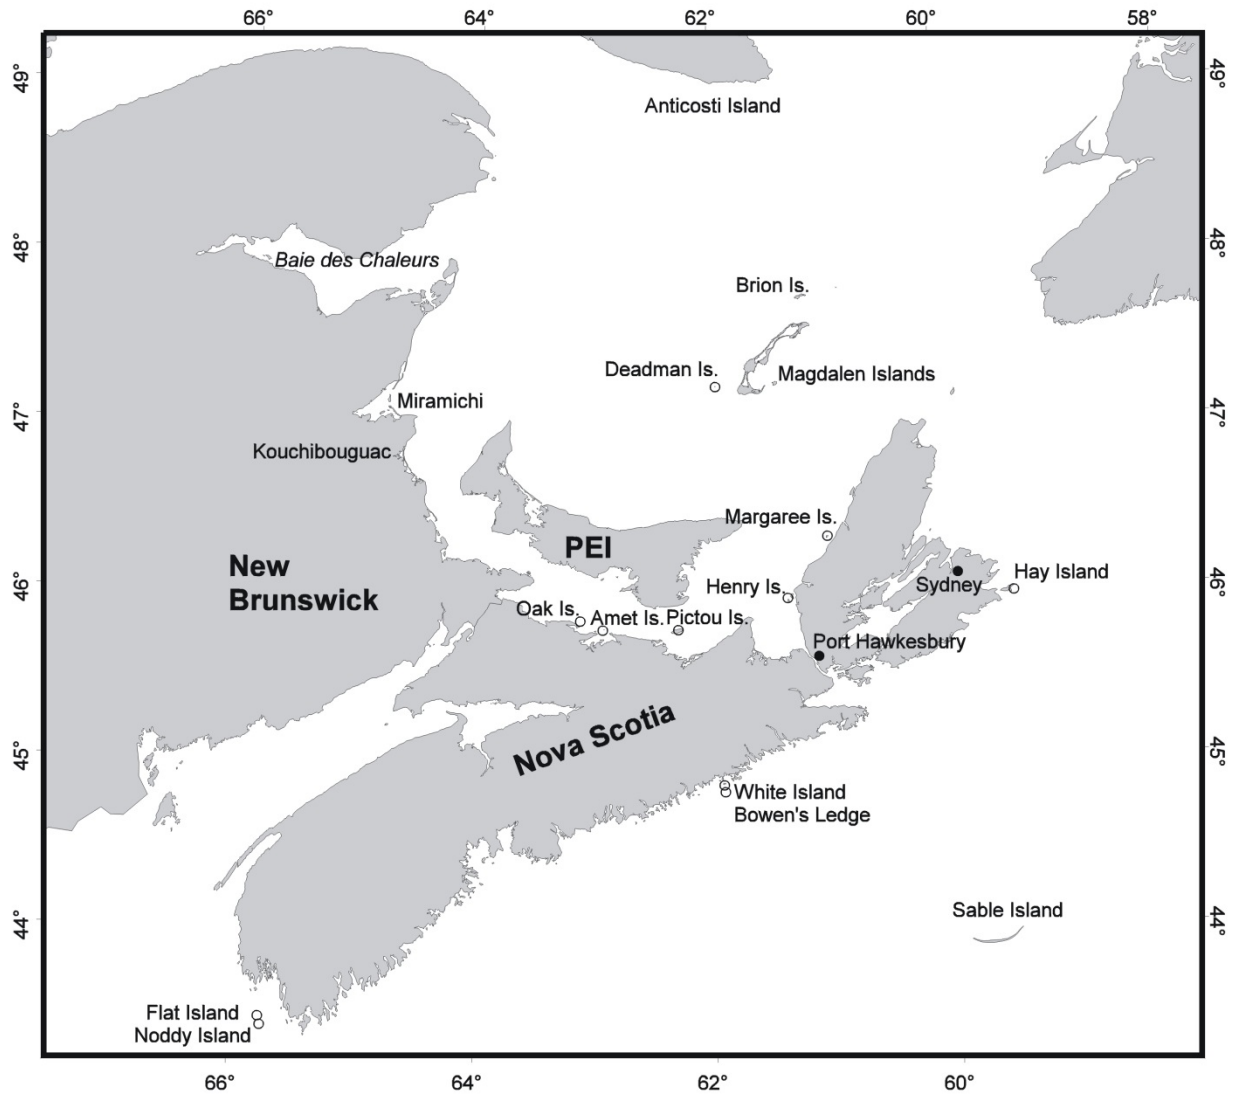 66° 64° 62° 60° 58°
49° 49°
Anticosti Island
48° 48°
Baie des Chaleurs
Brion Is.
Deadman Is.
Magdalen Islands
47° 47°
Miramichi
Kouchibouguac
Margaree Is.
PEI
New
Brunswick
46° 46°
Hay Island
Henry Is.
Sydney
Oak Is. Amet Is. Pictou Is.
Port Hawkesbury
Nova Scotia
45° 45°
White Island
Bowen's Ledge
44° 44°
Sable Island
Flat Island
Noddy Island
66° 64° 62° 60°